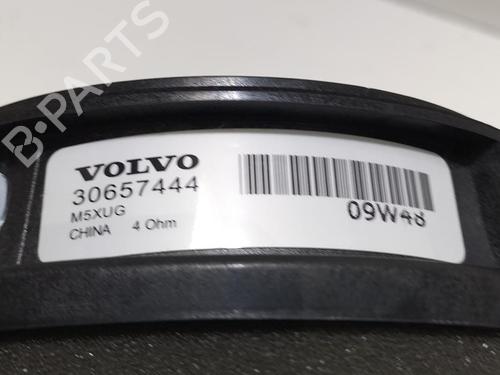 B-PARTS
VOLVO
30657444
M5XUG
CHINA 4 Ohm
09W48